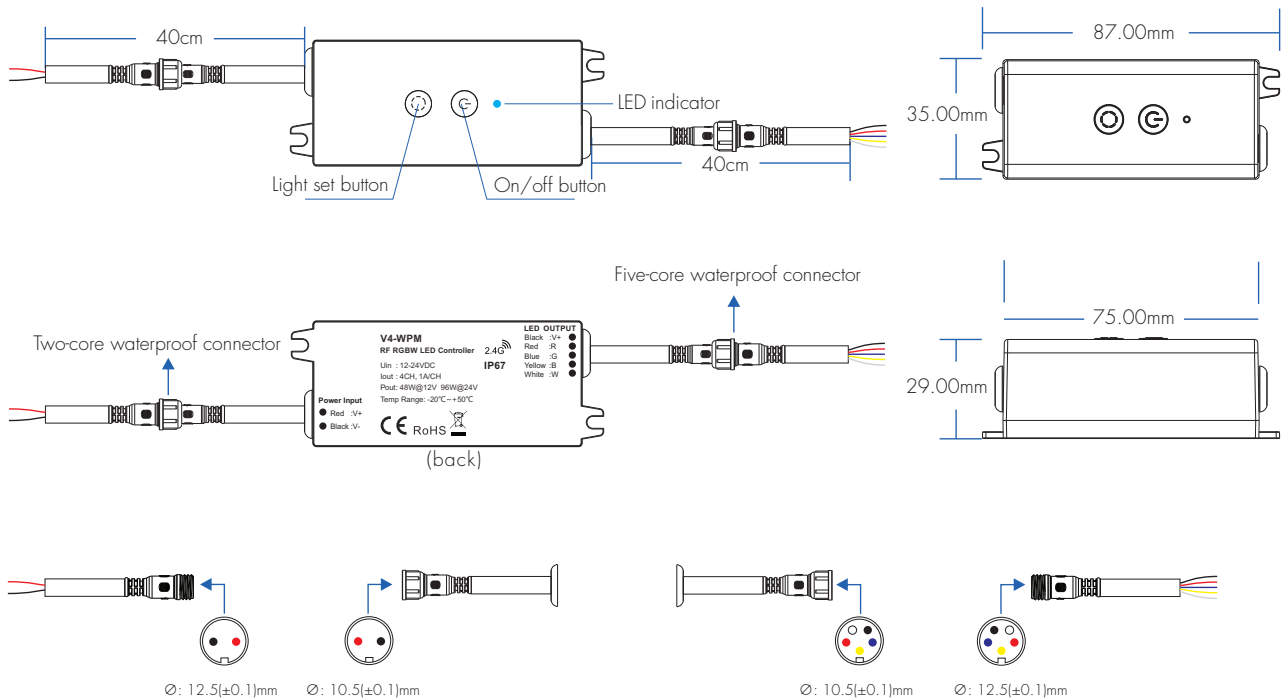 40cm
87.00mm
LED indicator
35.00mm
40cm
Light set button
On/off button
Five-core waterproof connector
75.00mm
Two-core waterproof connector
V4-WPM
RF RGBW LED Controller
2.4G
IP67
Uin : 12-24VDC
Iout : 4CH, 1A/CH
Pout: 48W@12V 96W@24V
Temp Range: -20℃~+50℃
CE RoHS
LED OUTPUT
Black :V+
Red :R
Blue :G
Yellow :B
White :W
Power Input
Red :V+
Black :V-
29.00mm
(back)
Ø: 12.5(±0.1)mm
Ø: 10.5(±0.1)mm
Ø: 10.5(±0.1)mm
Ø: 12.5(±0.1)mm